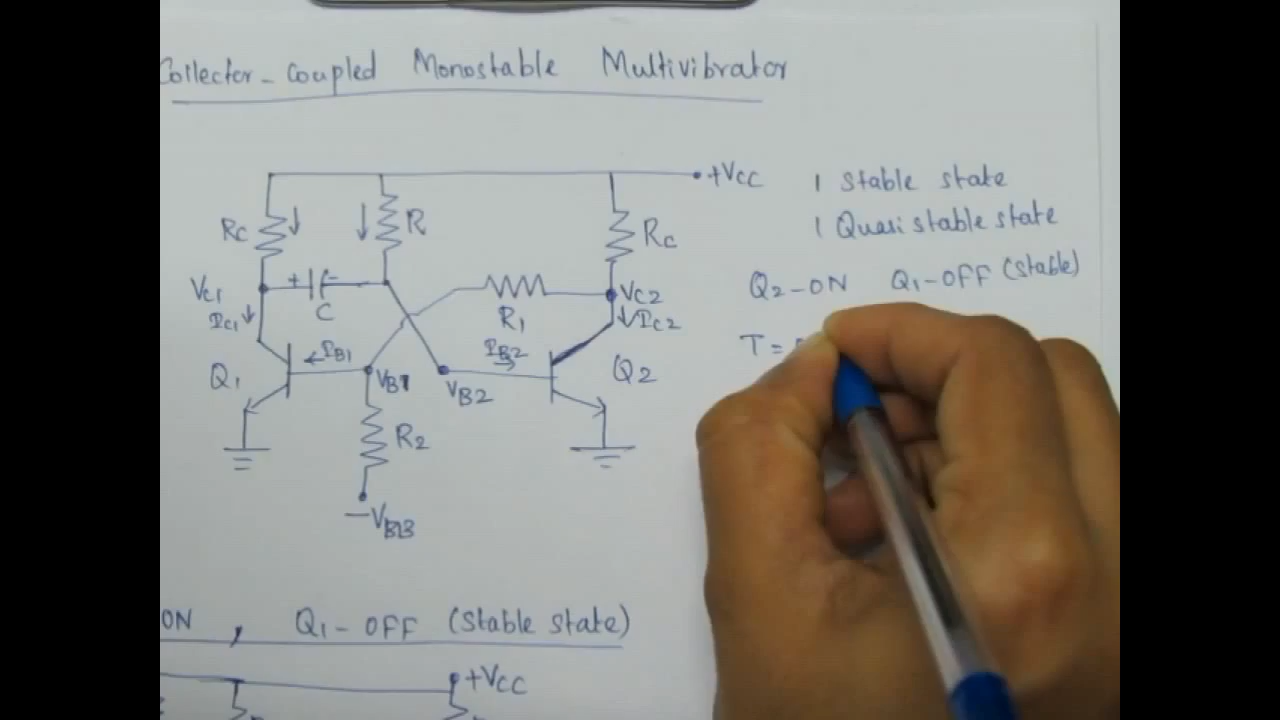 Collector-Coupled Monostable Multivibrator
+VCC
1 Stable state
1 Quasi stable state
RC
R
RC
Q2-ON Q1-OFF (Stable)
VC1
+
-
C
R1
VC2
IC1
IC2
T =
Q1
IB1
VB1
VB2
IB2
Q2
R2
-VBB
ON, Q1-OFF (Stable state)
+VCC